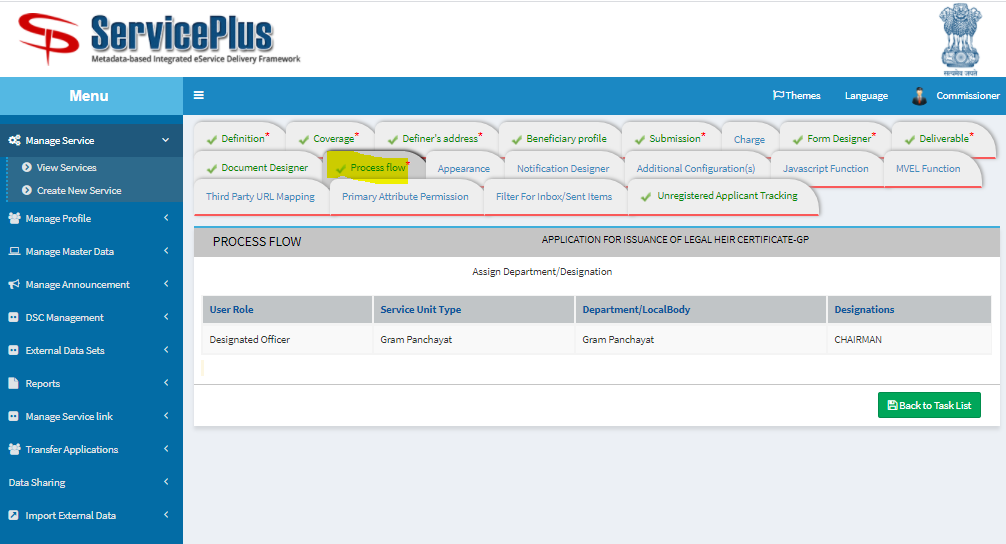 ServicePlus
Metadata-based Integrated eService Delivery Framework
सत्यमेव जयते
Menu
Themes Language Commissioner
Manage Service
View Services
Create New Service
Manage Profile
Manage Master Data
Manage Announcement
DSC Management
External Data Sets
Reports
Manage Service link
Transfer Applications
Data Sharing
Import External Data
Definition* Coverage* Definer's address* Beneficiary profile Submission* Charge Form Designer* Deliverable*
Document Designer Process flow* Appearance Notification Designer Additional Configuration(s) Javascript Function MVEL Function
Third Party URL Mapping Primary Attribute Permission Filter For Inbox/Sent Items Unregistered Applicant Tracking
PROCESS FLOW APPLICATION FOR ISSUANCE OF LEGAL HEIR CERTIFICATE-GP
Assign Department/Designation
User Role Service Unit Type Department/LocalBody Designations
Designated Officer Gram Panchayat Gram Panchayat CHAIRMAN
Back to Task List